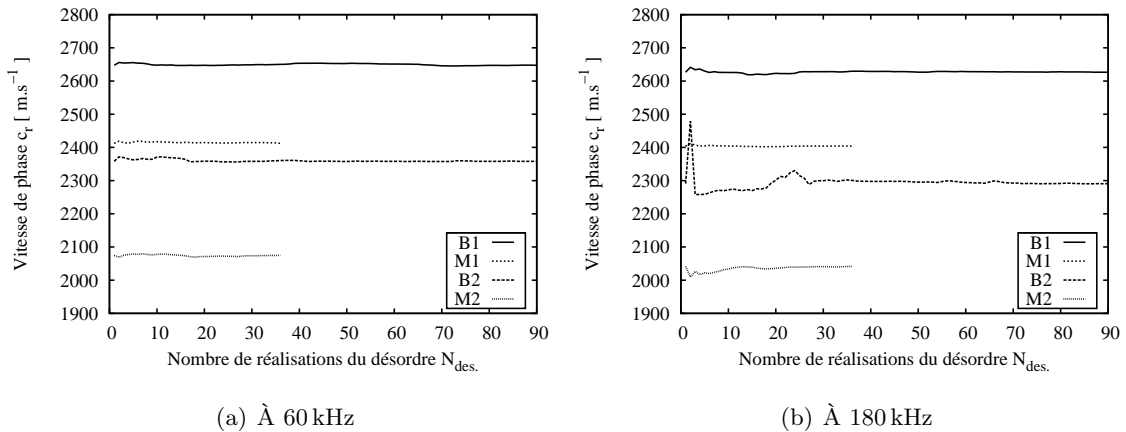 2800
2700
2600
2500
2400
2300
2200
2100
2000
1900
0 10 20 30 40 50 60 70 80 90
Vitesse de phase c_r [ m.s⁻¹ ]
Nombre de réalisations du désordre N_des.
B1
M1
B2
M2
(a) À 60 kHz
2800
2700
2600
2500
2400
2300
2200
2100
2000
1900
0 10 20 30 40 50 60 70 80 90
Vitesse de phase c_r [ m.s⁻¹ ]
Nombre de réalisations du désordre N_des.
B1
M1
B2
M2
(b) À 180 kHz